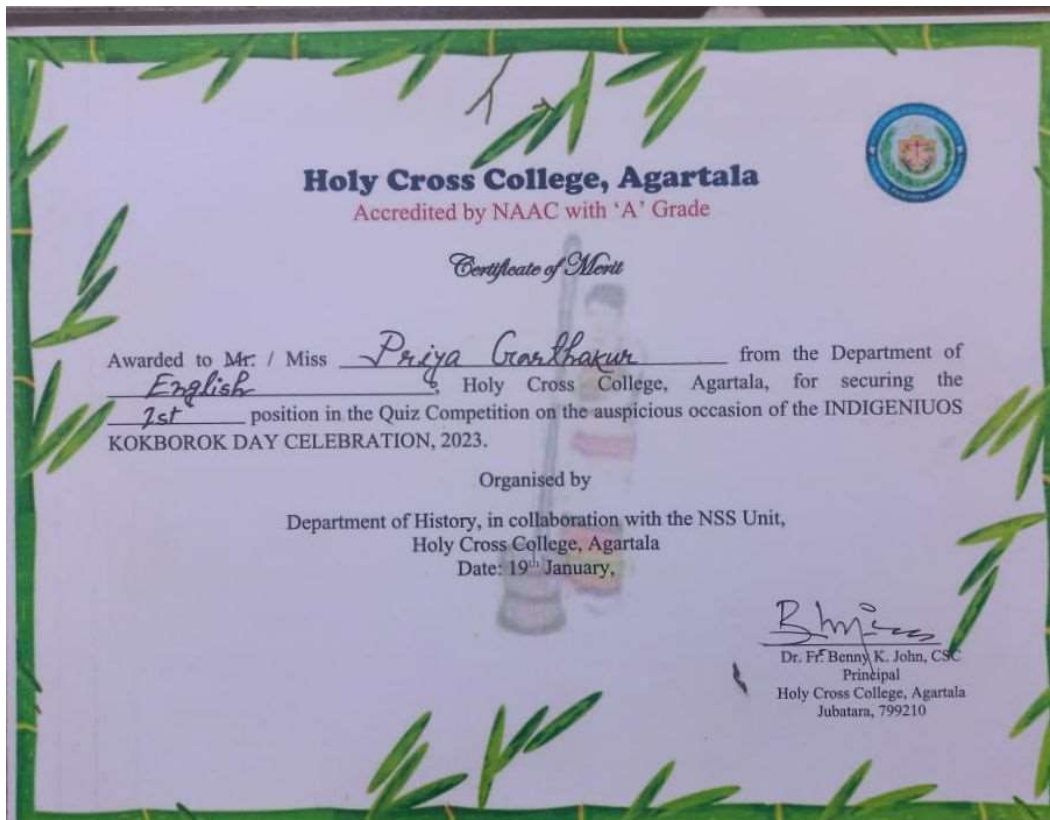 Holy Cross College, Agartala
Accredited by NAAC with ‘A’ Grade
Certificate of Merit
Awarded to Mr. / Miss Priya Gorthakur from the Department of
English, Holy Cross College, Agartala, for securing the
1st position in the Quiz Competition on the auspicious occasion of the INDIGENIUOS
KOKBOROK DAY CELEBRATION, 2023.
Organised by
Department of History, in collaboration with the NSS Unit,
Holy Cross College, Agartala
Date: 19th January,
Dr. Fr. Benny K. John, CSC
Principal
Holy Cross College, Agartala
Jubatara, 799210